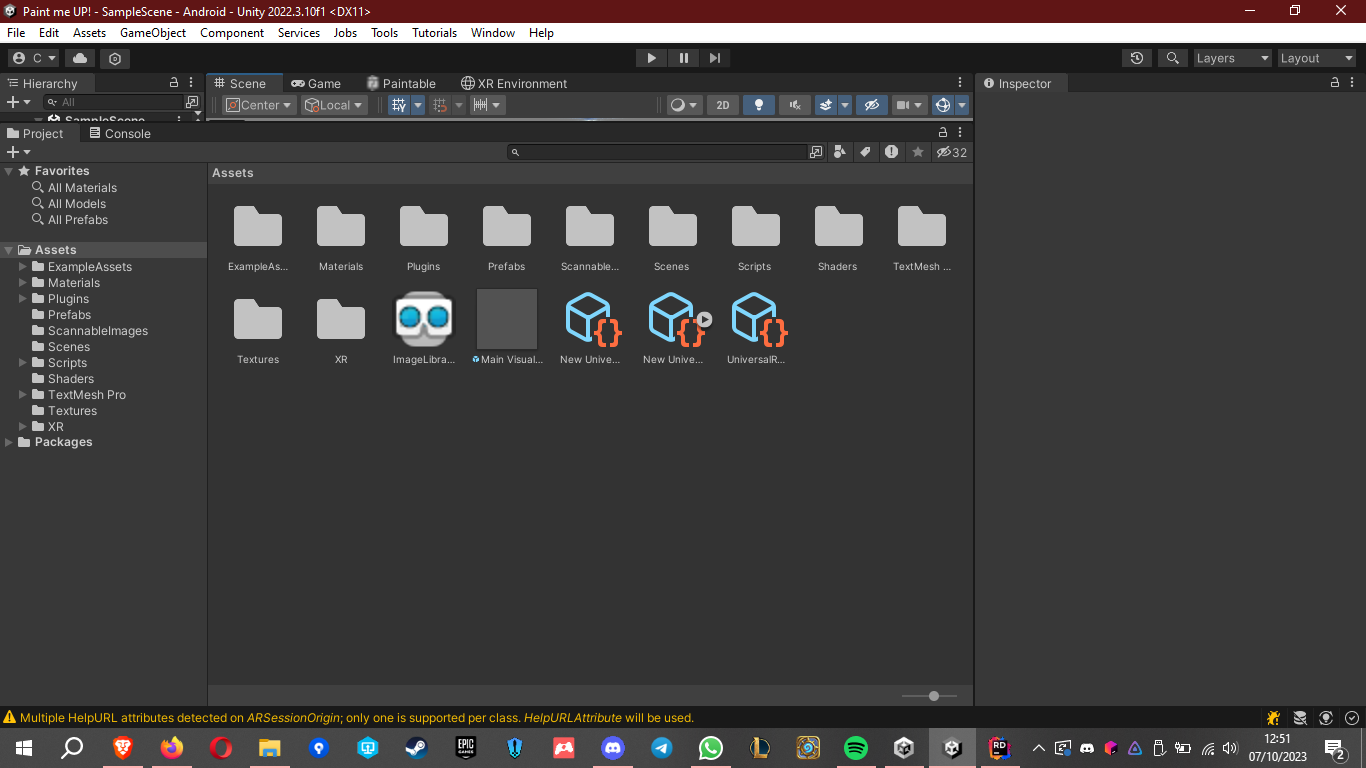 Paint me UP! - SampleScene - Android - Unity 2022.3.10f1 <DX11>
File Edit Assets GameObject Component Services Jobs Tools Tutorials Window Help
C Layers Layout
Hierarchy Scene Game Paintable XR Environment Inspector
All Center Local 2D
SampleScene
Project Console
32
Favorites
All Materials
All Models
All Prefabs
Assets
ExampleAssets
Materials
Plugins
Prefabs
ScannableImages
Scenes
Scripts
Shaders
TextMesh Pro
Textures
XR
Packages
Assets
ExampleAs... Materials Plugins Prefabs Scannable... Scenes Scripts Shaders TextMesh ...
Textures XR ImageLibra... Main Visual... New Unive... New Unive... UniversalR...
Multiple HelpURL attributes detected on ARSessionOrigin; only one is supported per class. HelpURLAttribute will be used.
EPIC
GAMES
RD
12:51
07/10/2023
2